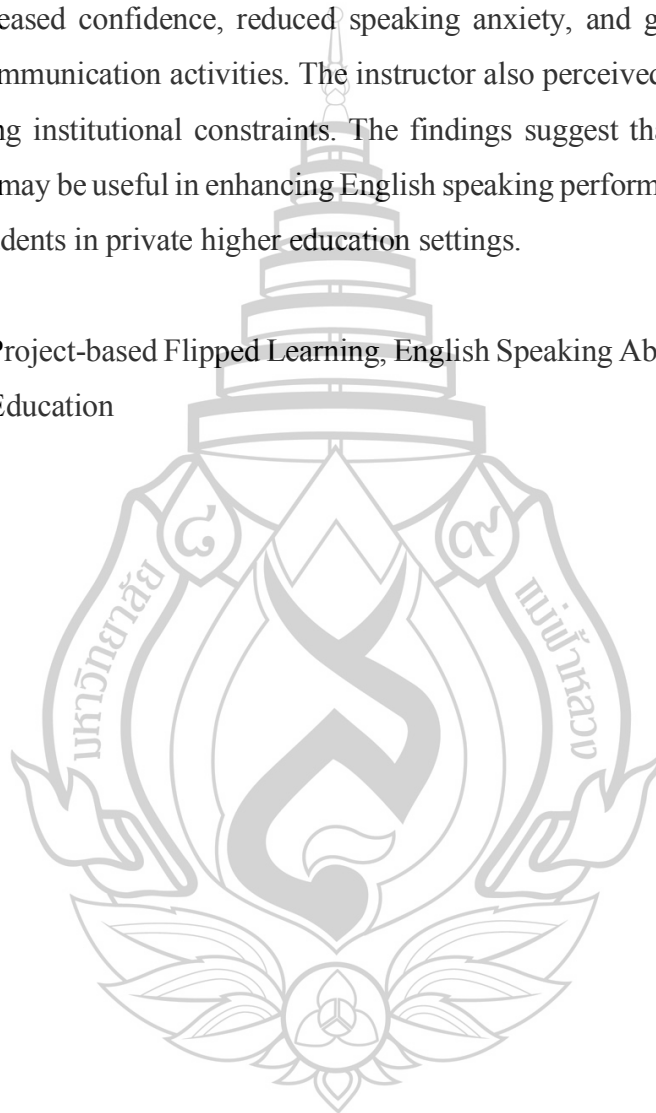 eased confidence, reduced speaking anxiety, and g
mmunication activities. The instructor also perceived
ng institutional constraints. The findings suggest tha
may be useful in enhancing English speaking perform
dents in private higher education settings.
Project-based Flipped Learning, English Speaking Ab
Education
๘ ๙
มหาวิทยาลัย แม่ฟ้าหลวง